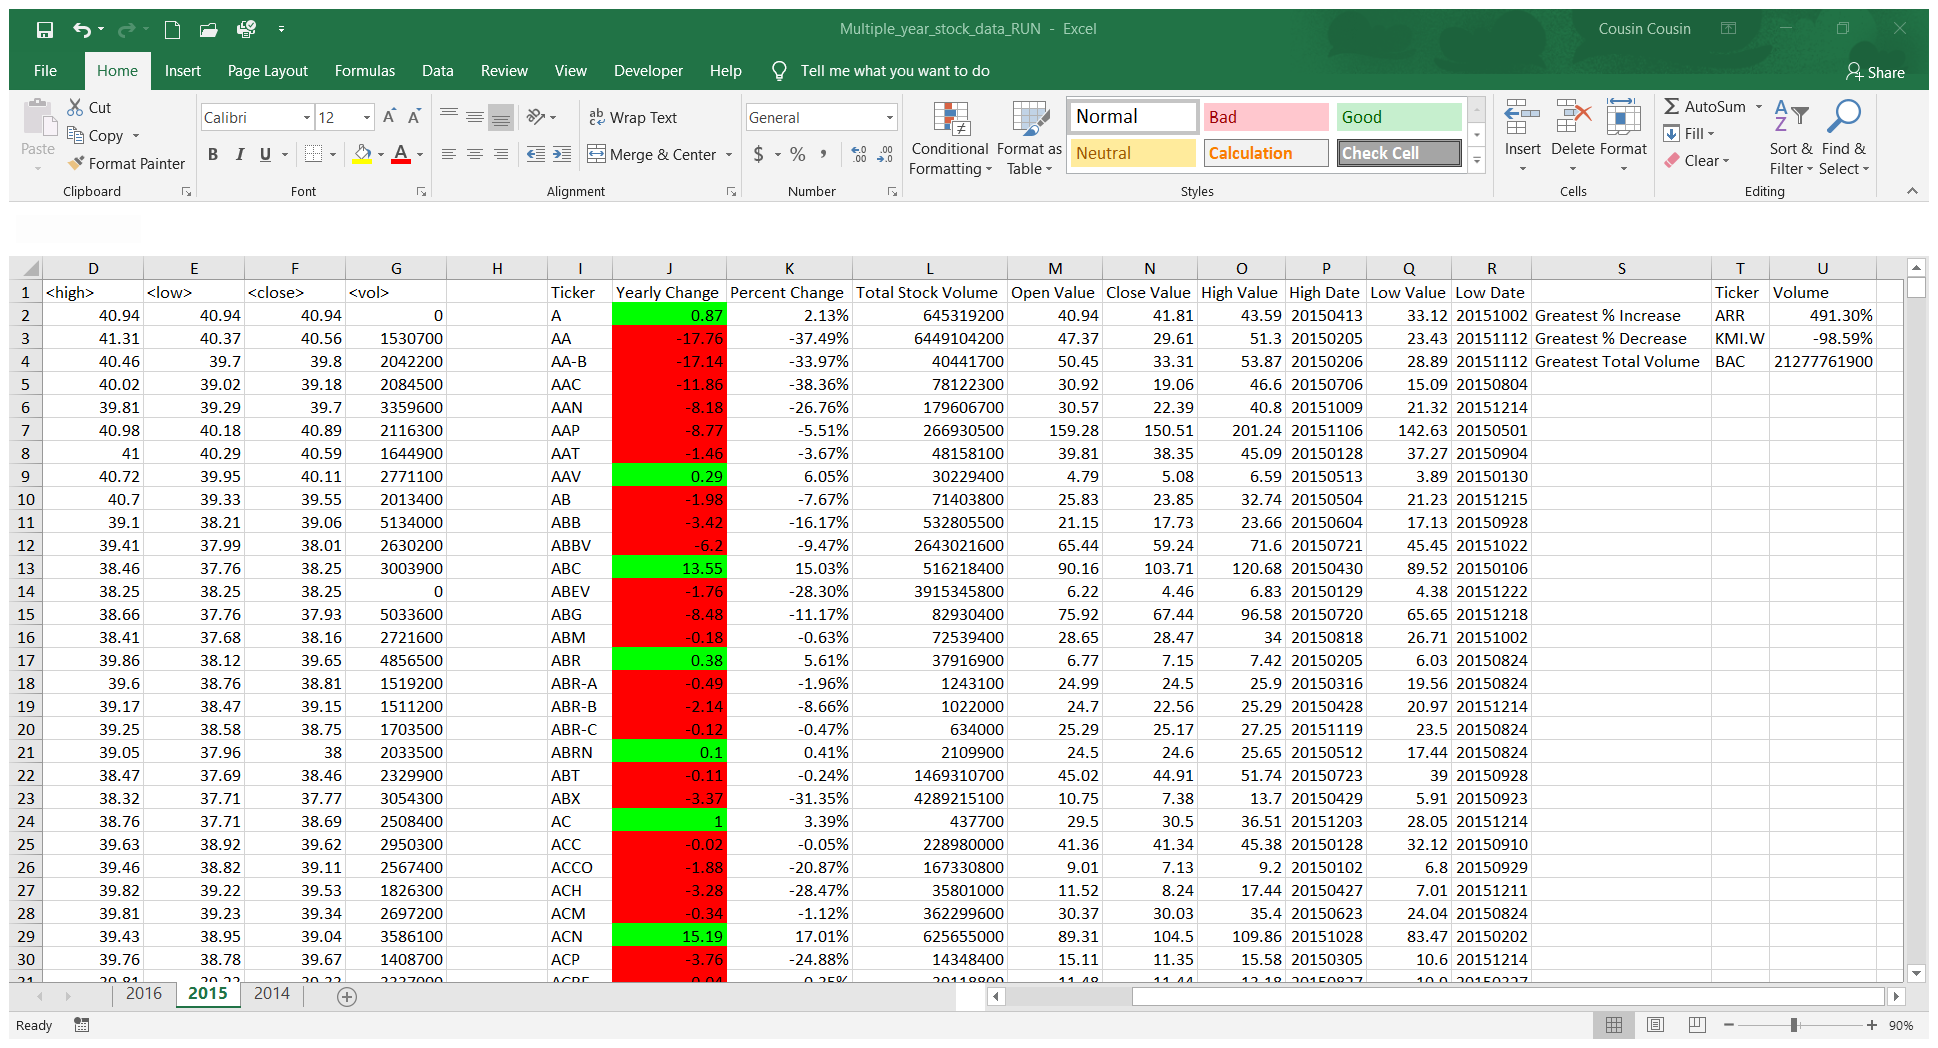 Multiple_year_stock_data_RUN - Excel Cousin Cousin
File Home Insert Page Layout Formulas Data Review View Developer Help Tell me what you want to do Share
Paste Cut Copy Format Painter Clipboard
Calibri 12 A A B I U A Font
ab Wrap Text Merge & Center Alignment
General $ % , .00 .00 Number
Conditional Formatting Format as Table Normal Bad Good Neutral Calculation Check Cell Styles
Insert Delete Format Cells
AutoSum Fill Clear Sort & Filter Find & Select Editing
D E F G H I J K L M N O P Q R S T U
1 <high> <low> <close> <vol> Ticker Yearly Change Percent Change Total Stock Volume Open Value Close Value High Value High Date Low Value Low Date Ticker Volume
2 40.94 40.94 40.94 0 A 0.87 2.13% 645319200 40.94 41.81 43.59 20150413 33.12 20151002 Greatest % Increase ARR 491.30%
3 41.31 40.37 40.56 1530700 AA -17.76 -37.49% 6449104200 47.37 29.61 51.3 20150205 23.43 20151112 Greatest % Decrease KMI.W -98.59%
4 40.46 39.7 39.8 2042200 AA-B -17.14 -33.97% 40441700 50.45 33.31 53.87 20150206 28.89 20151112 Greatest Total Volume BAC 21277761900
5 40.02 39.02 39.18 2084500 AAC -11.86 -38.36% 78122300 30.92 19.06 46.6 20150706 15.09 20150804
6 39.81 39.29 39.7 3359600 AAN -8.18 -26.76% 179606700 30.57 22.39 40.8 20151009 21.32 20151214
7 40.98 40.18 40.89 2116300 AAP -8.77 -5.51% 266930500 159.28 150.51 201.24 20151106 142.63 20150501
8 41 40.29 40.59 1644900 AAT -1.46 -3.67% 48158100 39.81 38.35 45.09 20150128 37.27 20150904
9 40.72 39.95 40.11 2771100 AAV 0.29 6.05% 30229400 4.79 5.08 6.59 20150513 3.89 20150130
10 40.7 39.33 39.55 2013400 AB -1.98 -7.67% 71403800 25.83 23.85 32.74 20150504 21.23 20151215
11 39.1 38.21 39.06 5134000 ABB -3.42 -16.17% 532805500 21.15 17.73 23.66 20150604 17.13 20150928
12 39.41 37.99 38.01 2630200 ABBV -6.2 -9.47% 2643021600 65.44 59.24 71.6 20150721 45.45 20151022
13 38.46 37.76 38.25 3003900 ABC 13.55 15.03% 516218400 90.16 103.71 120.68 20150430 89.52 20150106
14 38.25 38.25 38.25 0 ABEV -1.76 -28.30% 3915345800 6.22 4.46 6.83 20150129 4.38 20151222
15 38.66 37.76 37.93 5033600 ABG -8.48 -11.17% 82930400 75.92 67.44 96.58 20150720 65.65 20151218
16 38.41 37.68 38.16 2721600 ABM -0.18 -0.63% 72539400 28.65 28.47 34 20150818 26.71 20151002
17 39.86 38.12 39.65 4856500 ABR 0.38 5.61% 37916900 6.77 7.15 7.42 20150205 6.03 20150824
18 39.6 38.76 38.81 1519200 ABR-A -0.49 -1.96% 1243100 24.99 24.5 25.9 20150316 19.56 20150824
19 39.17 38.47 39.15 1511200 ABR-B -2.14 -8.66% 1022000 24.7 22.56 25.29 20150428 20.97 20151214
20 39.25 38.58 38.75 1703500 ABR-C -0.12 -0.47% 634000 25.29 25.17 27.25 20151119 23.5 20150824
21 39.05 37.96 38 2033500 ABRN 0.1 0.41% 2109900 24.5 24.6 25.65 20150512 17.44 20150824
22 38.47 37.69 38.46 2329900 ABT -0.11 -0.24% 1469310700 45.02 44.91 51.74 20150723 39 20150928
23 38.32 37.71 37.77 3054300 ABX -3.37 -31.35% 4289215100 10.75 7.38 13.7 20150429 5.91 20150923
24 38.76 37.71 38.69 2508400 AC 1 3.39% 437700 29.5 30.5 36.51 20151203 28.05 20151214
25 39.63 38.92 39.62 2950300 ACC -0.02 -0.05% 228980000 41.36 41.34 45.38 20150128 32.12 20150910
26 39.46 38.82 39.11 2567400 ACCO -1.88 -20.87% 167330800 9.01 7.13 9.2 20150102 6.8 20150929
27 39.82 39.22 39.53 1826300 ACH -3.28 -28.47% 35801000 11.52 8.24 17.44 20150427 7.01 20151211
28 39.81 39.23 39.34 2697200 ACM -0.34 -1.12% 362299600 30.37 30.03 35.4 20150623 24.04 20150824
29 39.43 38.95 39.04 3586100 ACN 15.19 17.01% 625655000 89.31 104.5 109.86 20151028 83.47 20150202
30 39.76 38.78 39.67 1408700 ACP -3.76 -24.88% 14348400 15.11 11.35 15.58 20150305 10.6 20151214
2016 2015 2014
Ready 90%